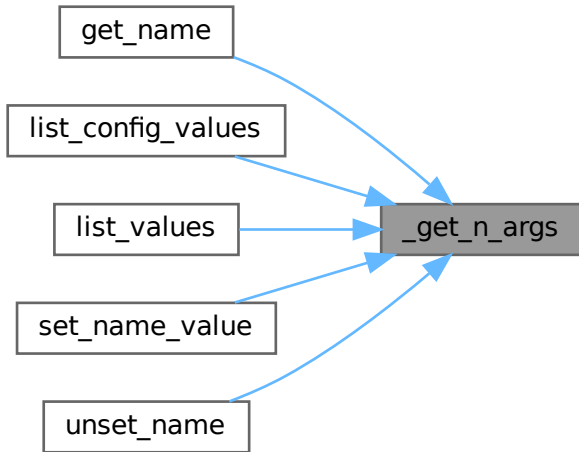 get_name
list_config_values
list_values
_get_n_args
set_name_value
unset_name